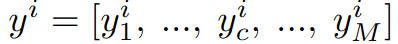 y^i = [y_1^i, ..., y_c^i, ..., y_M^i]